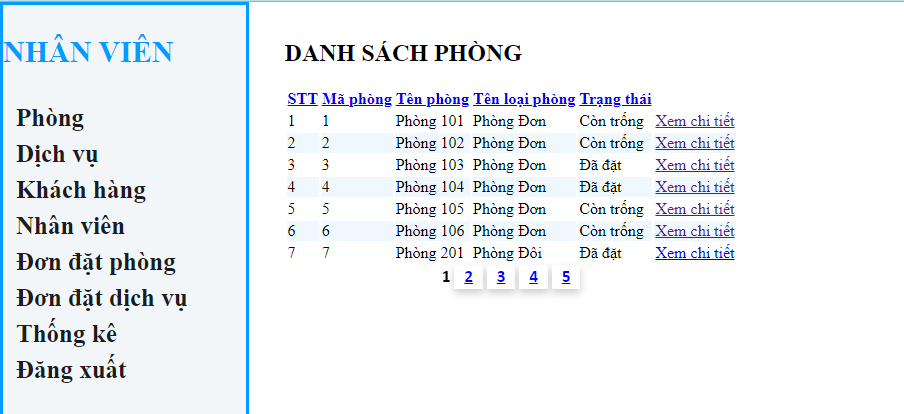 NHÂN VIÊN
Phòng
Dịch vụ
Khách hàng
Nhân viên
Đơn đặt phòng
Đơn đặt dịch vụ
Thống kê
Đăng xuất
DANH SÁCH PHÒNG
STT Mã phòng Tên phòng Tên loại phòng Trạng thái
1 1 Phòng 101 Phòng Đơn Còn trống Xem chi tiết
2 2 Phòng 102 Phòng Đơn Còn trống Xem chi tiết
3 3 Phòng 103 Phòng Đơn Đã đặt Xem chi tiết
4 4 Phòng 104 Phòng Đơn Đã đặt Xem chi tiết
5 5 Phòng 105 Phòng Đơn Còn trống Xem chi tiết
6 6 Phòng 106 Phòng Đơn Còn trống Xem chi tiết
7 7 Phòng 201 Phòng Đôi Đã đặt Xem chi tiết
1 2 3 4 5